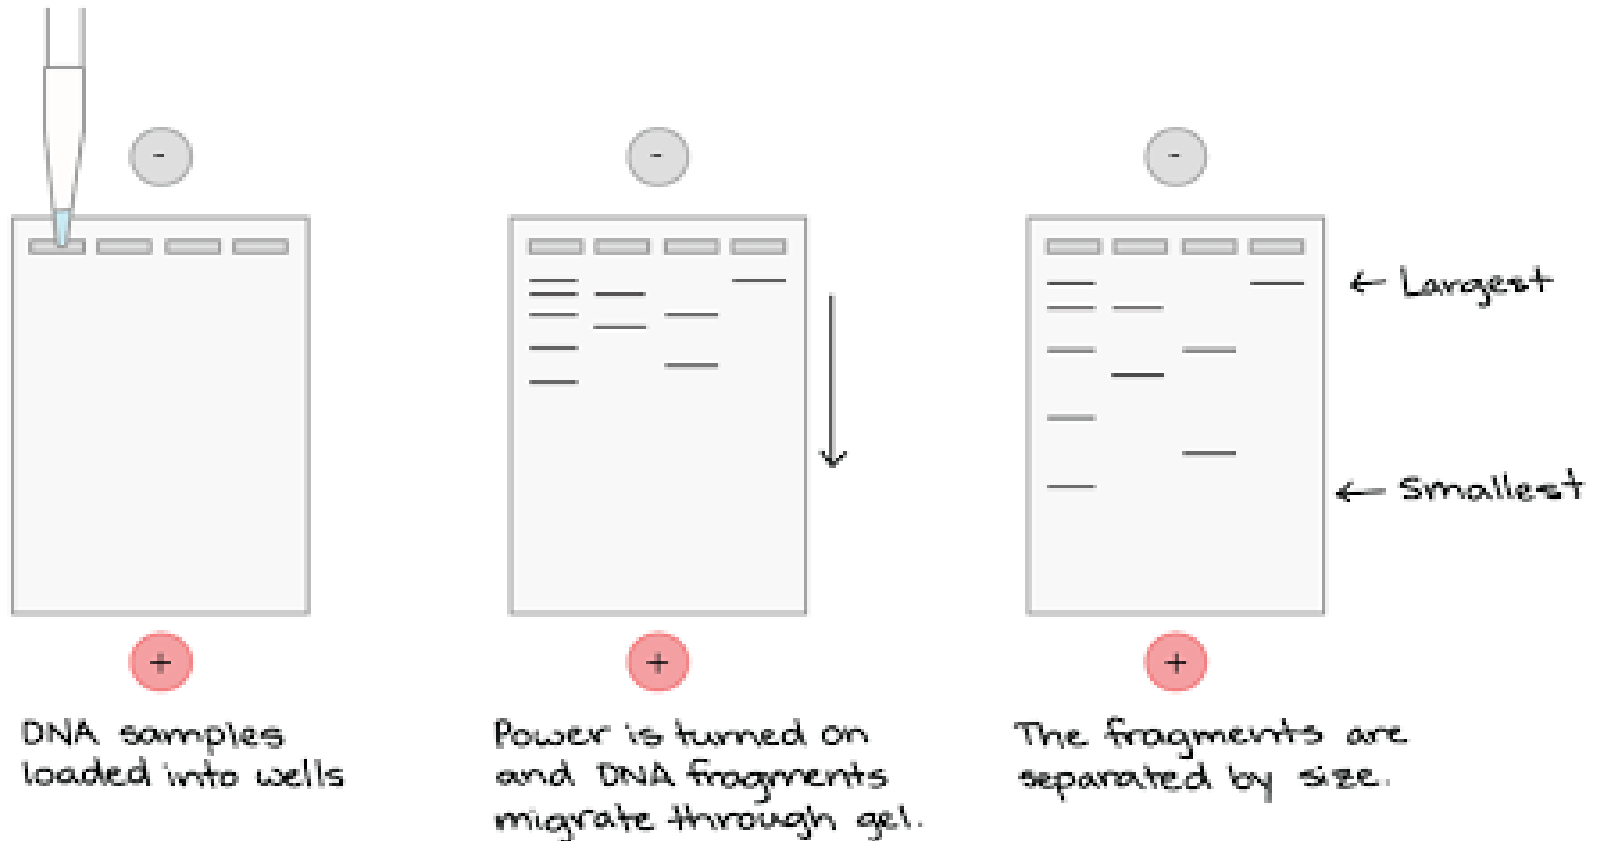 -
-
-
← Largest
← Smallest
+
+
+
DNA samples
loaded into wells
Power is turned on
and DNA fragments
migrate through gel.
The fragments are
separated by size.